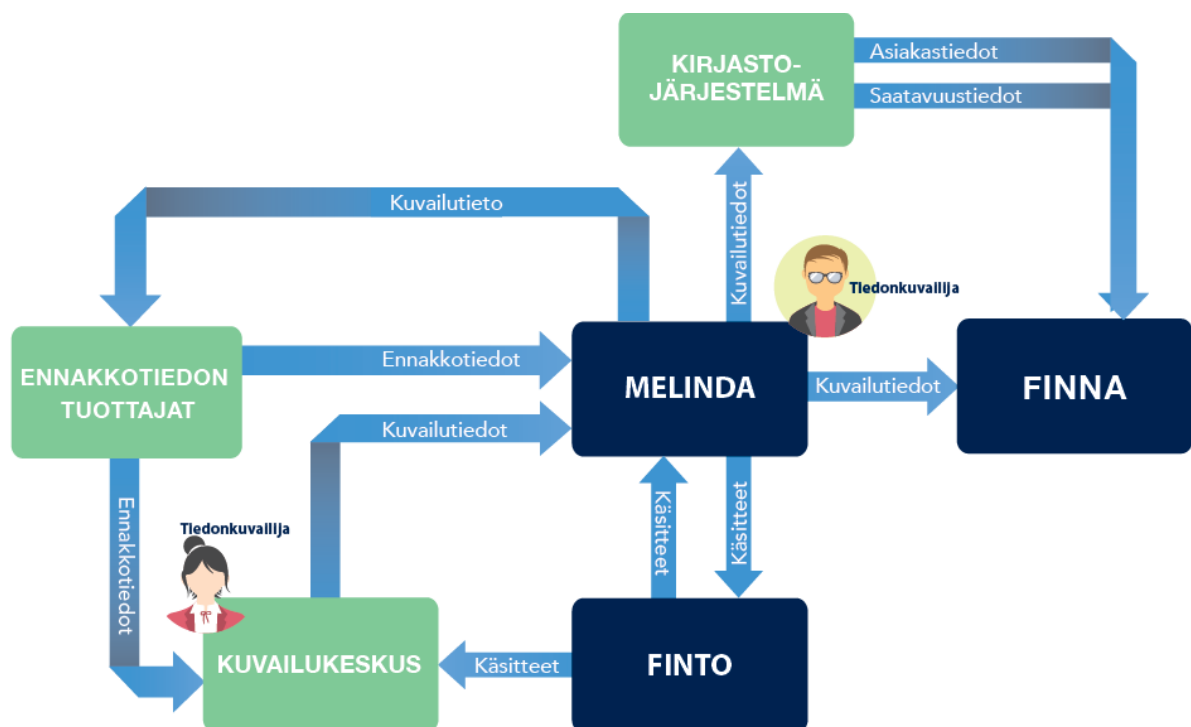 KIRJASTO-
JÄRJESTELMÄ
Asiakastiedot
Saatavuustiedot
Kuvailutieto
Kuvailutiedot
Tiedonkuvailija
ENNAKKOTIEDON
TUOTTAJAT
Ennakkotiedot
Kuvailutiedot
MELINDA
Kuvailutiedot
FINNA
Ennakkotiedot
Tiedonkuvailija
Käsitteet
Käsitteet
KUVAILUKESKUS
Käsitteet
FINTO